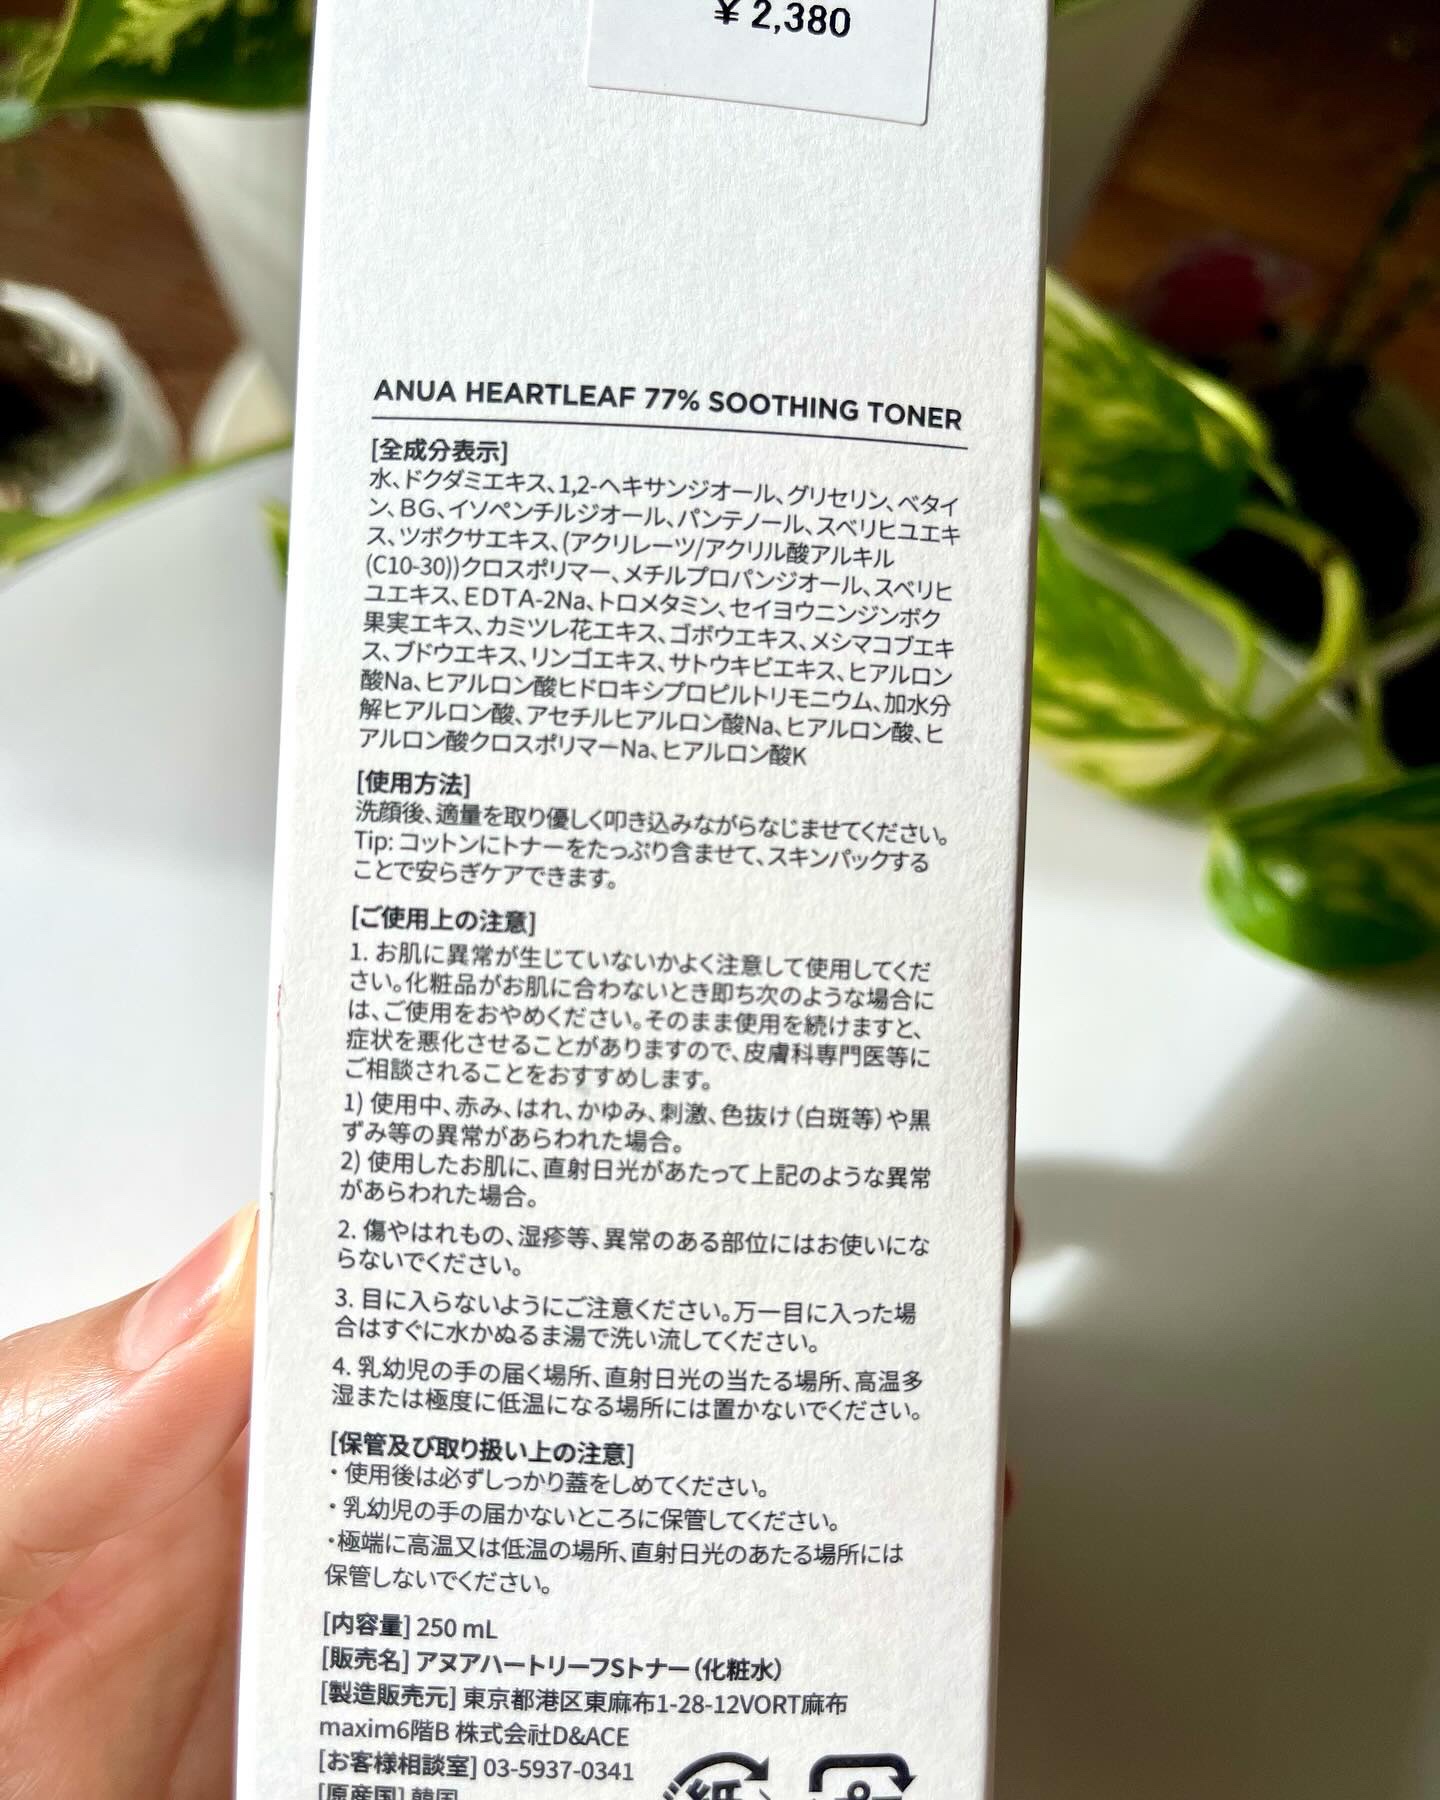 ¥ 2,380
ANUA HEARTLEAF 77% SOOTHING TONER
[全成分表示]
水、ドクダミエキス、1,2-ヘキサンジオール、グリセリン、ベタイ
ン、BG、イソペンチルジオール、パンテノール、スベリヒユエキ
ス、ツボクサエキス、(アクリレーツ/アクリル酸アルキル
(C10-30))クロスポリマー、メチルプロパンジオール、スベリヒ
ユエキス、EDTA-2Na、トロメタミン、セイヨウニンジンボク
果実エキス、カミツレ花エキス、ゴボウエキス、メシマコブエキ
ス、ブドウエキス、リンゴエキス、サトウキビエキス、ヒアルロン
酸Na、ヒアルロン酸ヒドロキシプロピルトリモニウム、加水分
解ヒアルロン酸、アセチルヒアルロン酸Na、ヒアルロン酸、ヒ
アルロン酸クロスポリマーNa、ヒアルロン酸K
[使用方法]
洗顔後、適量を取り優しく叩き込みながらなじませてください。
Tip: コットンにトナーをたっぷり含ませて、スキンパックする
ことで安らぎケアできます。
[ご使用上の注意]
1. お肌に異常が生じていないかよく注意して使用してくだ
さい。化粧品がお肌に合わないとき即ち次のような場合に
は、ご使用をおやめください。そのまま使用を続けますと、
症状を悪化させることがありますので、皮膚科専門医等に
ご相談されることをおすすめします。
1) 使用中、赤み、はれ、かゆみ、刺激、色抜け(白斑等)や黒
ずみ等の異常があらわれた場合。
2) 使用したお肌に、直射日光があたって上記のような異常
があらわれた場合。
2. 傷やはれもの、湿疹等、異常のある部位にはお使いにな
らないでください。
3. 目に入らないようにご注意ください。万一目に入った場
合はすぐに水かぬるま湯で洗い流してください。
4. 乳幼児の手の届く場所、直射日光の当たる場所、高温多
湿または極度に低温になる場所には置かないでください。
[保管及び取り扱い上の注意]
・使用後は必ずしっかり蓋をしめてください。
・乳幼児の手の届かないところに保管してください。
・極端に高温又は低温の場所、直射日光のあたる場所には
保管しないでください。
[内容量] 250 mL
[販売名] アヌアハートリーフSトナー(化粧水)
[製造販売元] 東京都港区東麻布1-28-12VORT麻布
maxim6階B 株式会社D&ACE
[お客様相談室] 03-5937-0341
[原産国] 韓国
紙